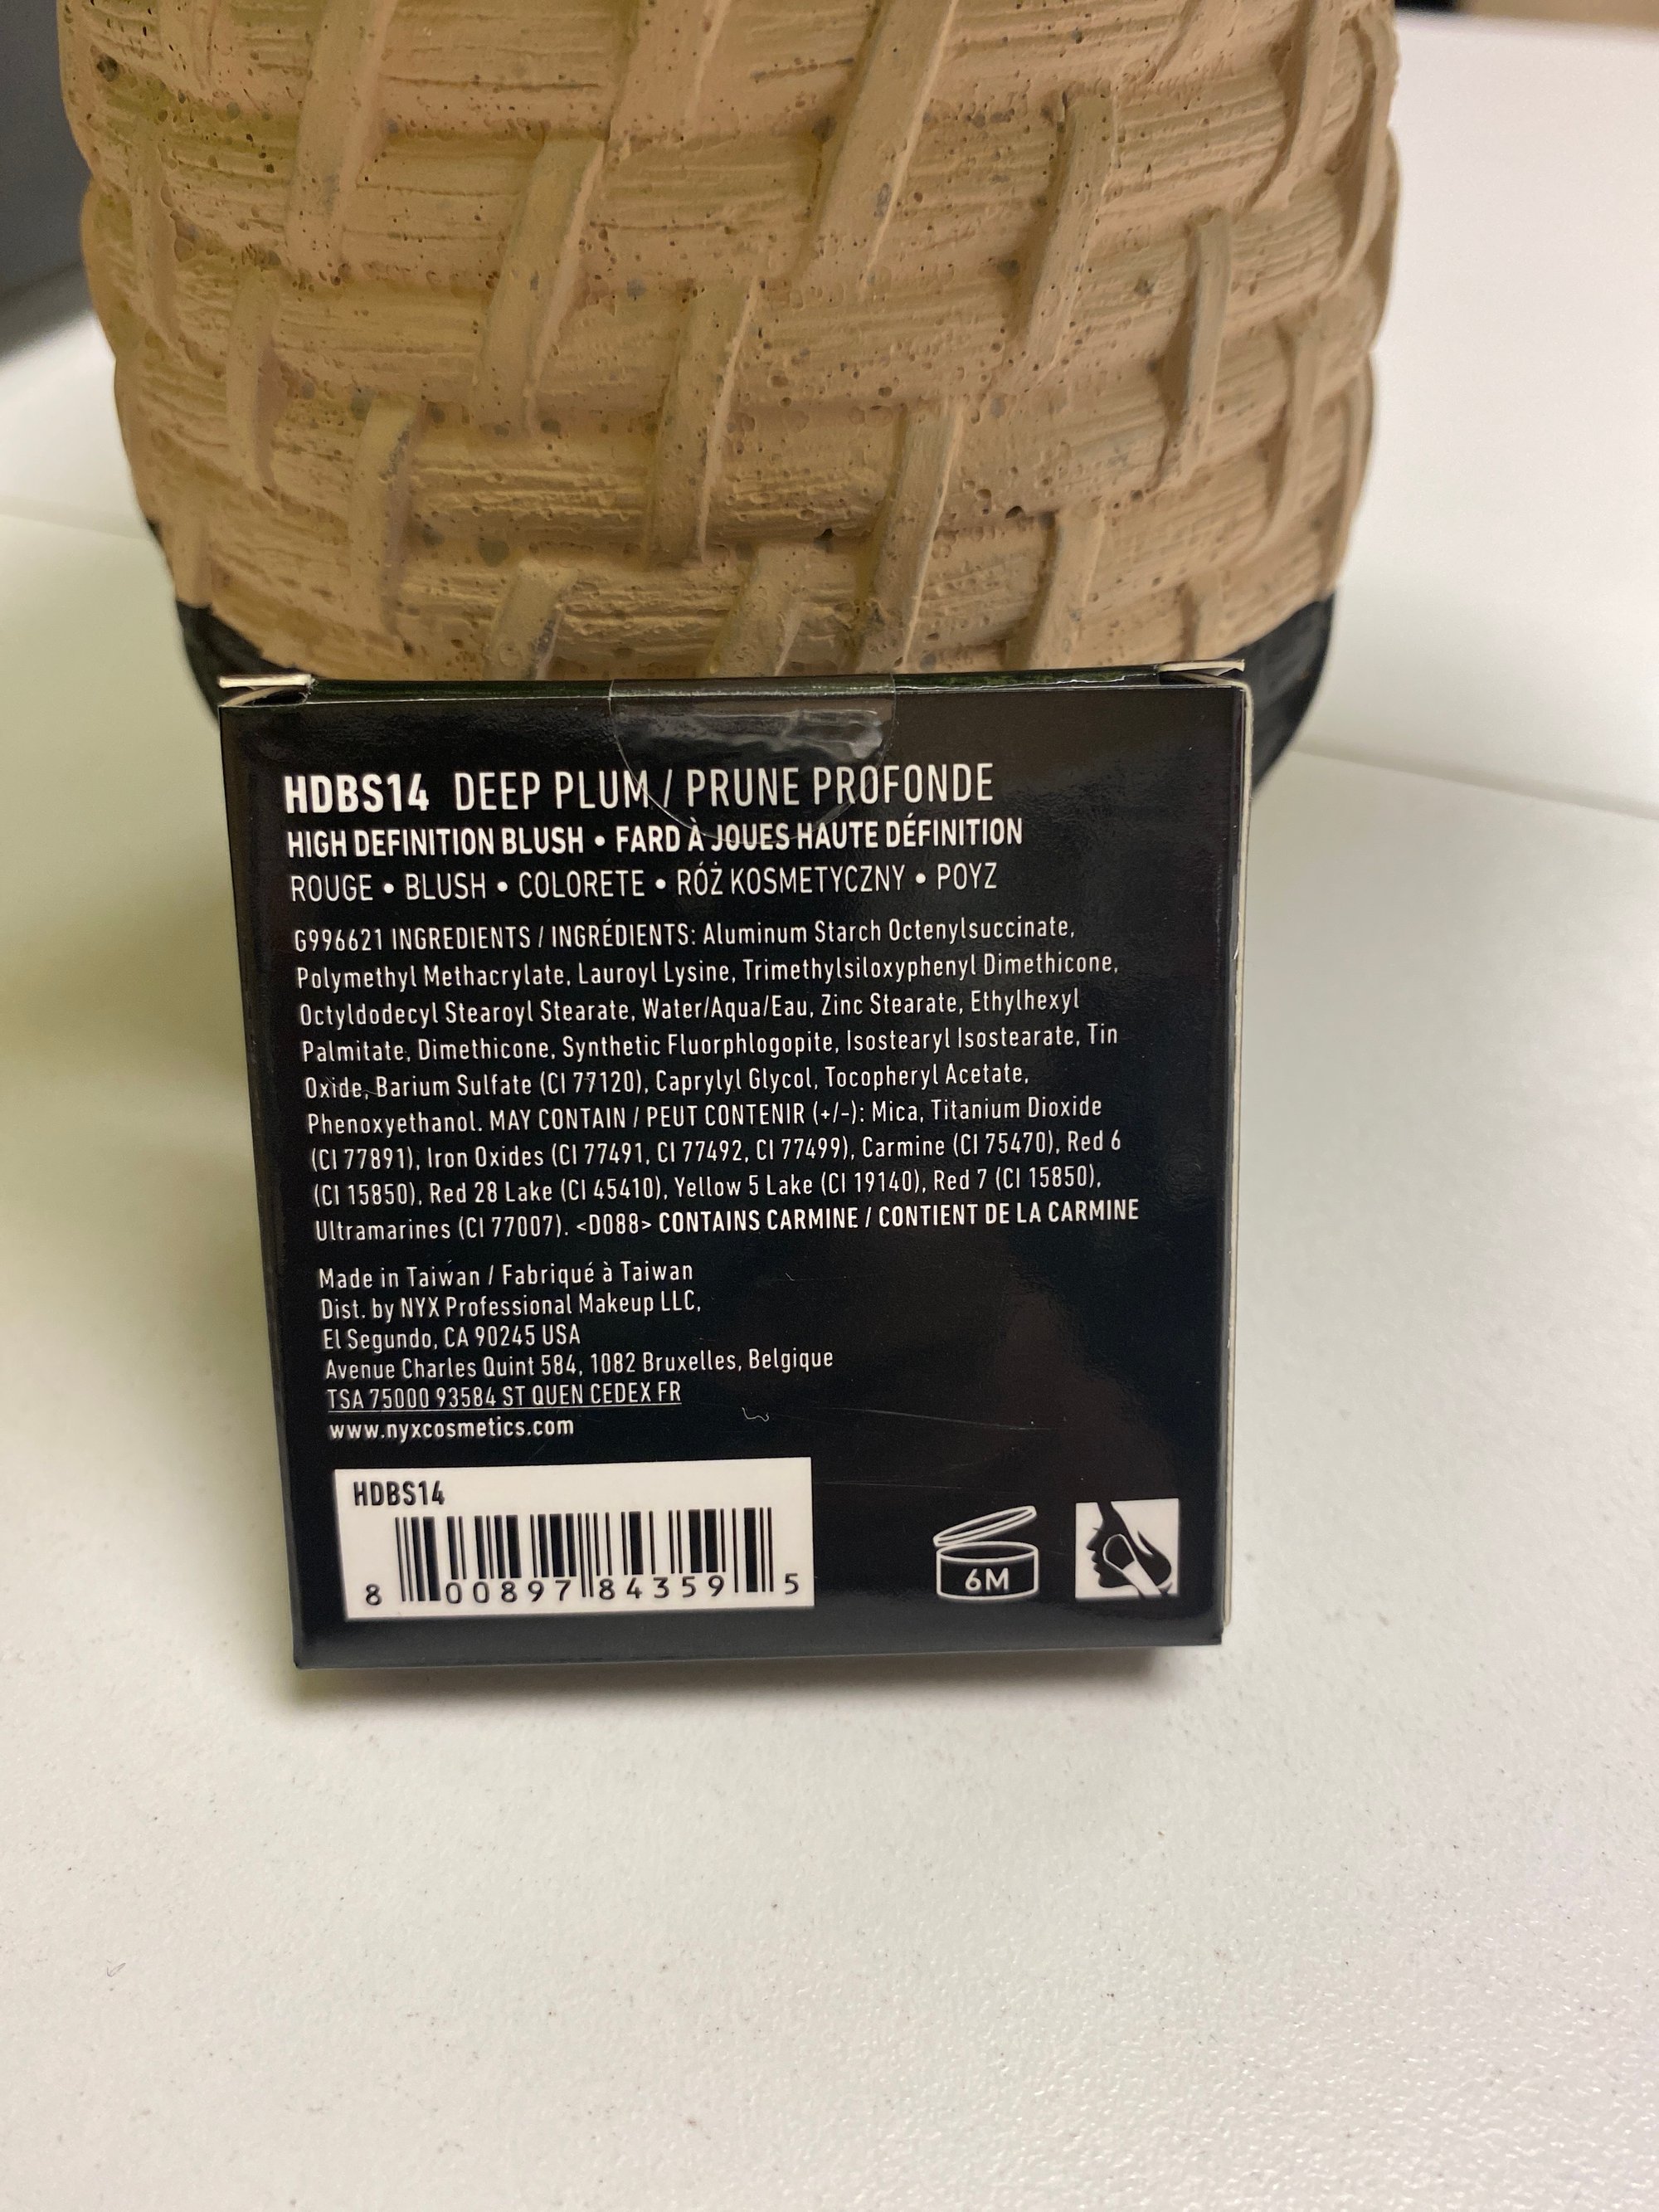 HDBS14 DEEP PLUM / PRUNE PROFONDE
HIGH DEFINITION BLUSH • FARD À JOUES HAUTE DÉFINITION
ROUGE • BLUSH • COLORETE • RÓŻ KOSMETYCZNY • ΡΟΥΖ
G996621 INGREDIENTS / INGRÉDIENTS: Aluminum Starch Octenylsuccinate,
Polymethyl Methacrylate, Lauroyl Lysine, Trimethylsiloxyphenyl Dimethicone,
Octyldodecyl Stearoyl Stearate, Water/Aqua/Eau, Zinc Stearate, Ethylhexyl
Palmitate, Dimethicone, Synthetic Fluorphlogopite, Isostearyl Isostearate, Tin
Oxide, Barium Sulfate (CI 77120), Caprylyl Glycol, Tocopheryl Acetate,
Phenoxyethanol. MAY CONTAIN / PEUT CONTENIR (+/-): Mica, Titanium Dioxide
(CI 77891), Iron Oxides (CI 77491, CI 77492, CI 77499), Carmine (CI 75470), Red 6
(CI 15850), Red 28 Lake (CI 45410), Yellow 5 Lake (CI 19140), Red 7 (CI 15850),
Ultramarines (CI 77007). <D088> CONTAINS CARMINE / CONTIENT DE LA CARMINE
Made in Taiwan / Fabriqué à Taiwan
Dist. by NYX Professional Makeup LLC,
El Segundo, CA 90245 USA
Avenue Charles Quint 584, 1082 Bruxelles, Belgique
TSA 75000 93584 ST QUEN CEDEX FR
www.nyxcosmetics.com
HDBS14
8 00897 84359 5
6M